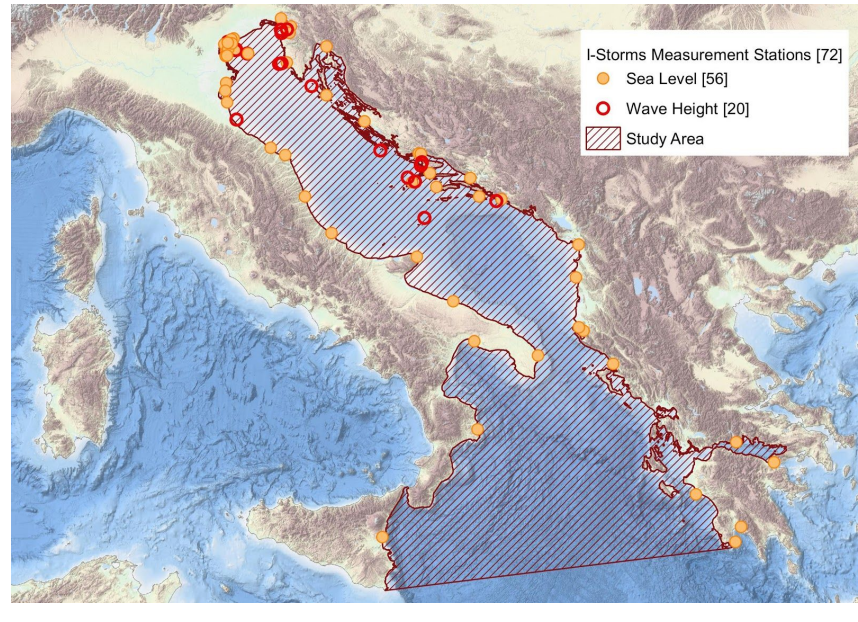 I-Storms Measurement Stations [72]
Sea Level [56]
Wave Height [20]
Study Area